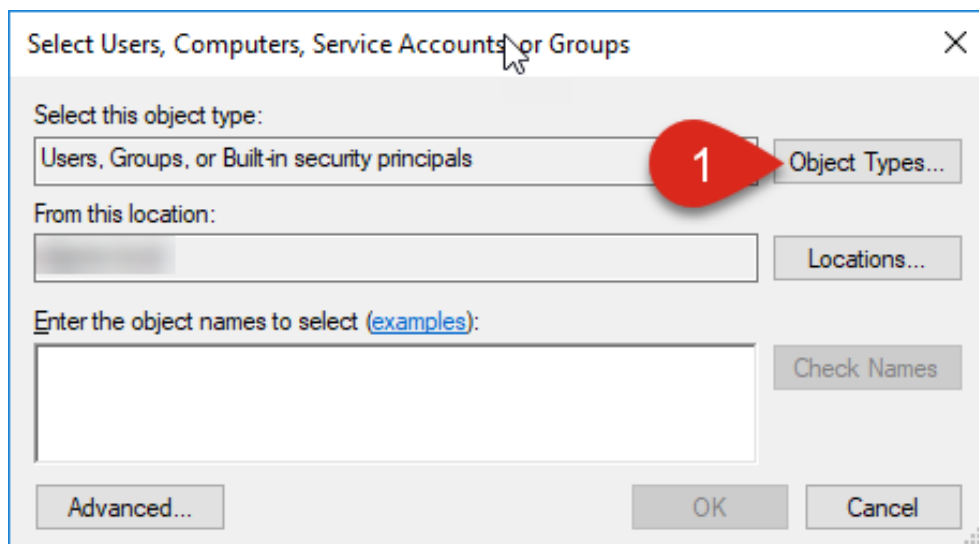 Select Users, Computers, Service Accounts, or Groups
Select this object type:
Users, Groups, or Built-in security principals
1
Object Types...
From this location:
Locations...
Enter the object names to select (examples):
Check Names
Advanced...
OK
Cancel